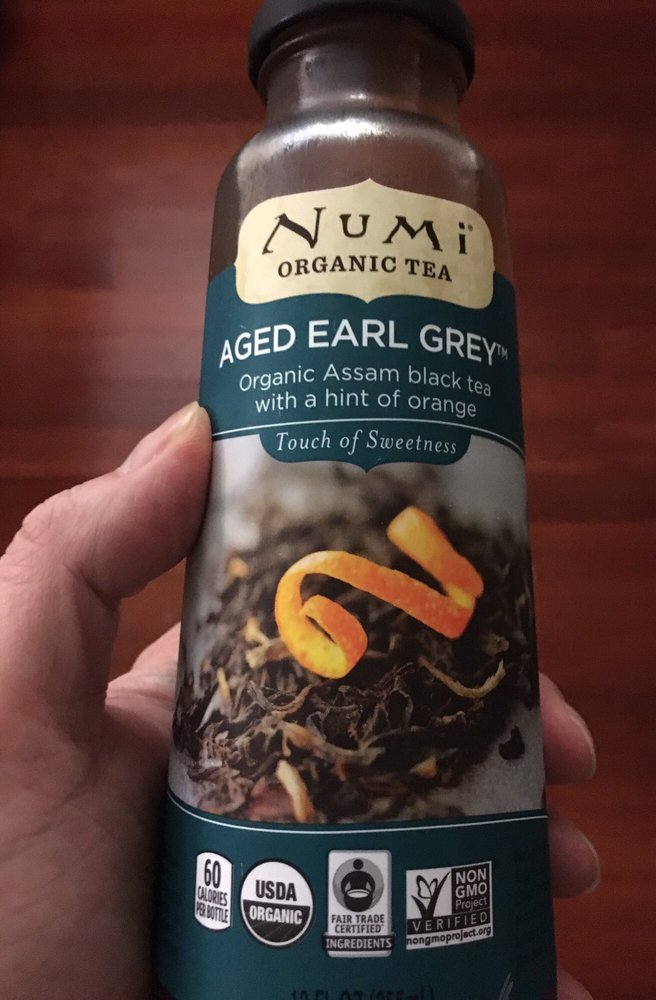 NUMi®
ORGANIC TEA
AGED EARL GREY™
Organic Assam black tea
with a hint of orange
Touch of Sweetness
60
CALORIES
PER BOTTLE
USDA
ORGANIC
FAIR TRADE
CERTIFIED
INGREDIENTS
NON
GMO
Project
VERIFIED
nongmoproject.org